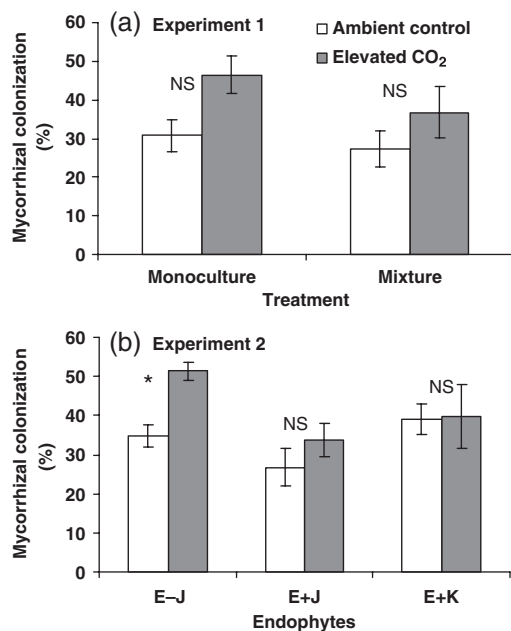 (a) Experiment 1
Ambient control
Elevated CO₂
Mycorrhizal colonization
(%)
60
50
40
30
20
10
0
NS
NS
Monoculture
Mixture
Treatment
(b) Experiment 2
Mycorrhizal colonization
(%)
60
50
40
30
20
10
0
*
NS
NS
E–J
E+J
E+K
Endophytes